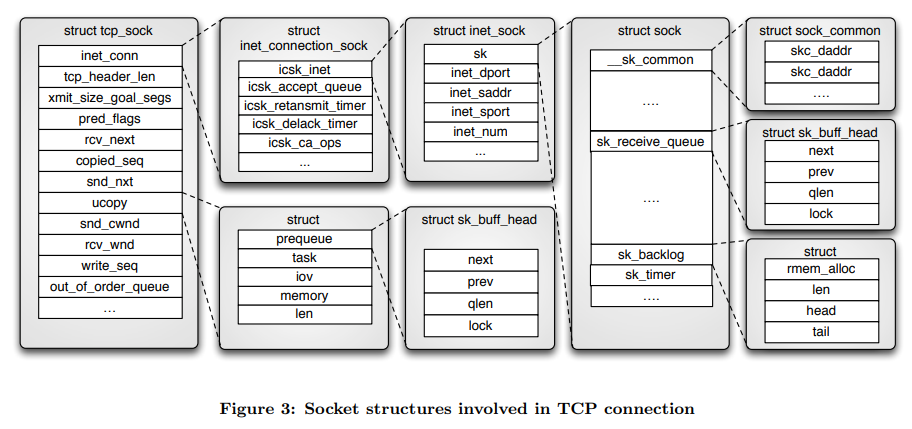 struct tcp_sock
inet_conn
tcp_header_len
xmit_size_goal_segs
pred_flags
rcv_next
copied_seq
snd_nxt
ucopy
snd_cwnd
rcv_wnd
write_seq
out_of_order_queue
...
struct
inet_connection_sock
icsk_inet
icsk_accept_queue
icsk_retansmit_timer
icsk_delack_timer
icsk_ca_ops
...
struct inet_sock
sk
inet_dport
inet_saddr
inet_sport
inet_num
...
struct
prequeue
task
iov
memory
len
struct sk_buff_head
next
prev
qlen
lock
struct sock
__sk_common
....
sk_receive_queue
....
sk_backlog
sk_timer
....
struct sock_common
skc_daddr
skc_daddr
....
struct sk_buff_head
next
prev
qlen
lock
struct
rmem_alloc
len
head
tail
Figure 3: Socket structures involved in TCP connection